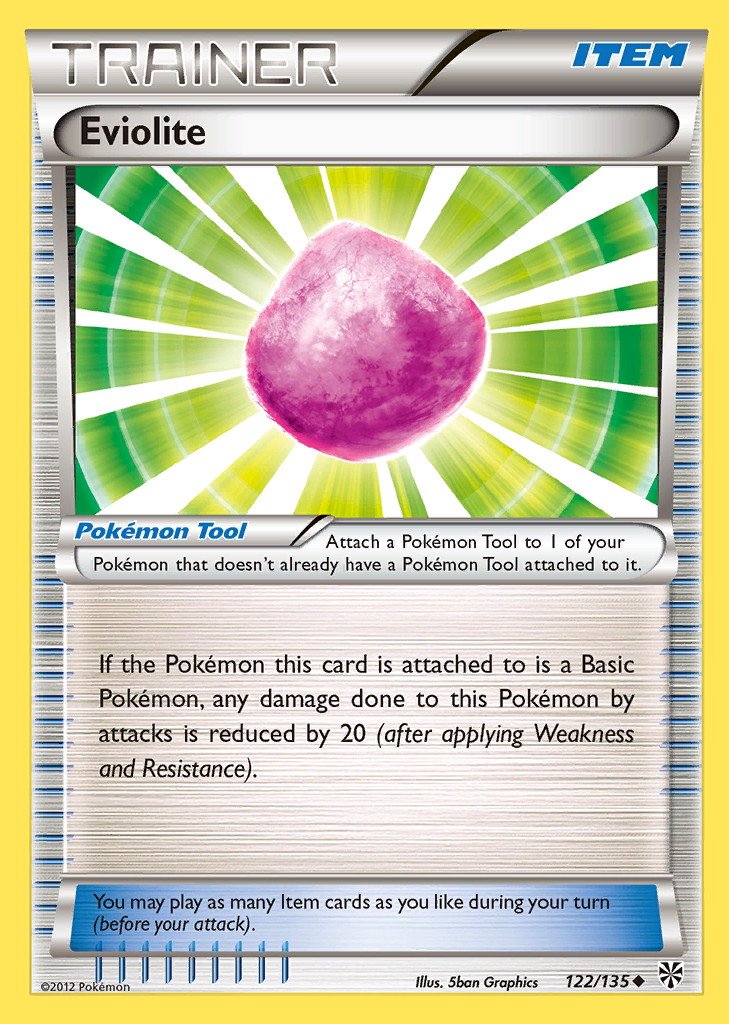 TRAINER
ITEM
Eviolite
Pokémon Tool
Attach a Pokémon Tool to 1 of your
Pokémon that doesn't already have a Pokémon Tool attached to it.
If the Pokémon this card is attached to is a Basic
Pokémon, any damage done to this Pokémon by
attacks is reduced by 20 (after applying Weakness
and Resistance).
You may play as many Item cards as you like during your turn
(before your attack).
©2012 Pokémon
Illus. 5ban Graphics
122/135